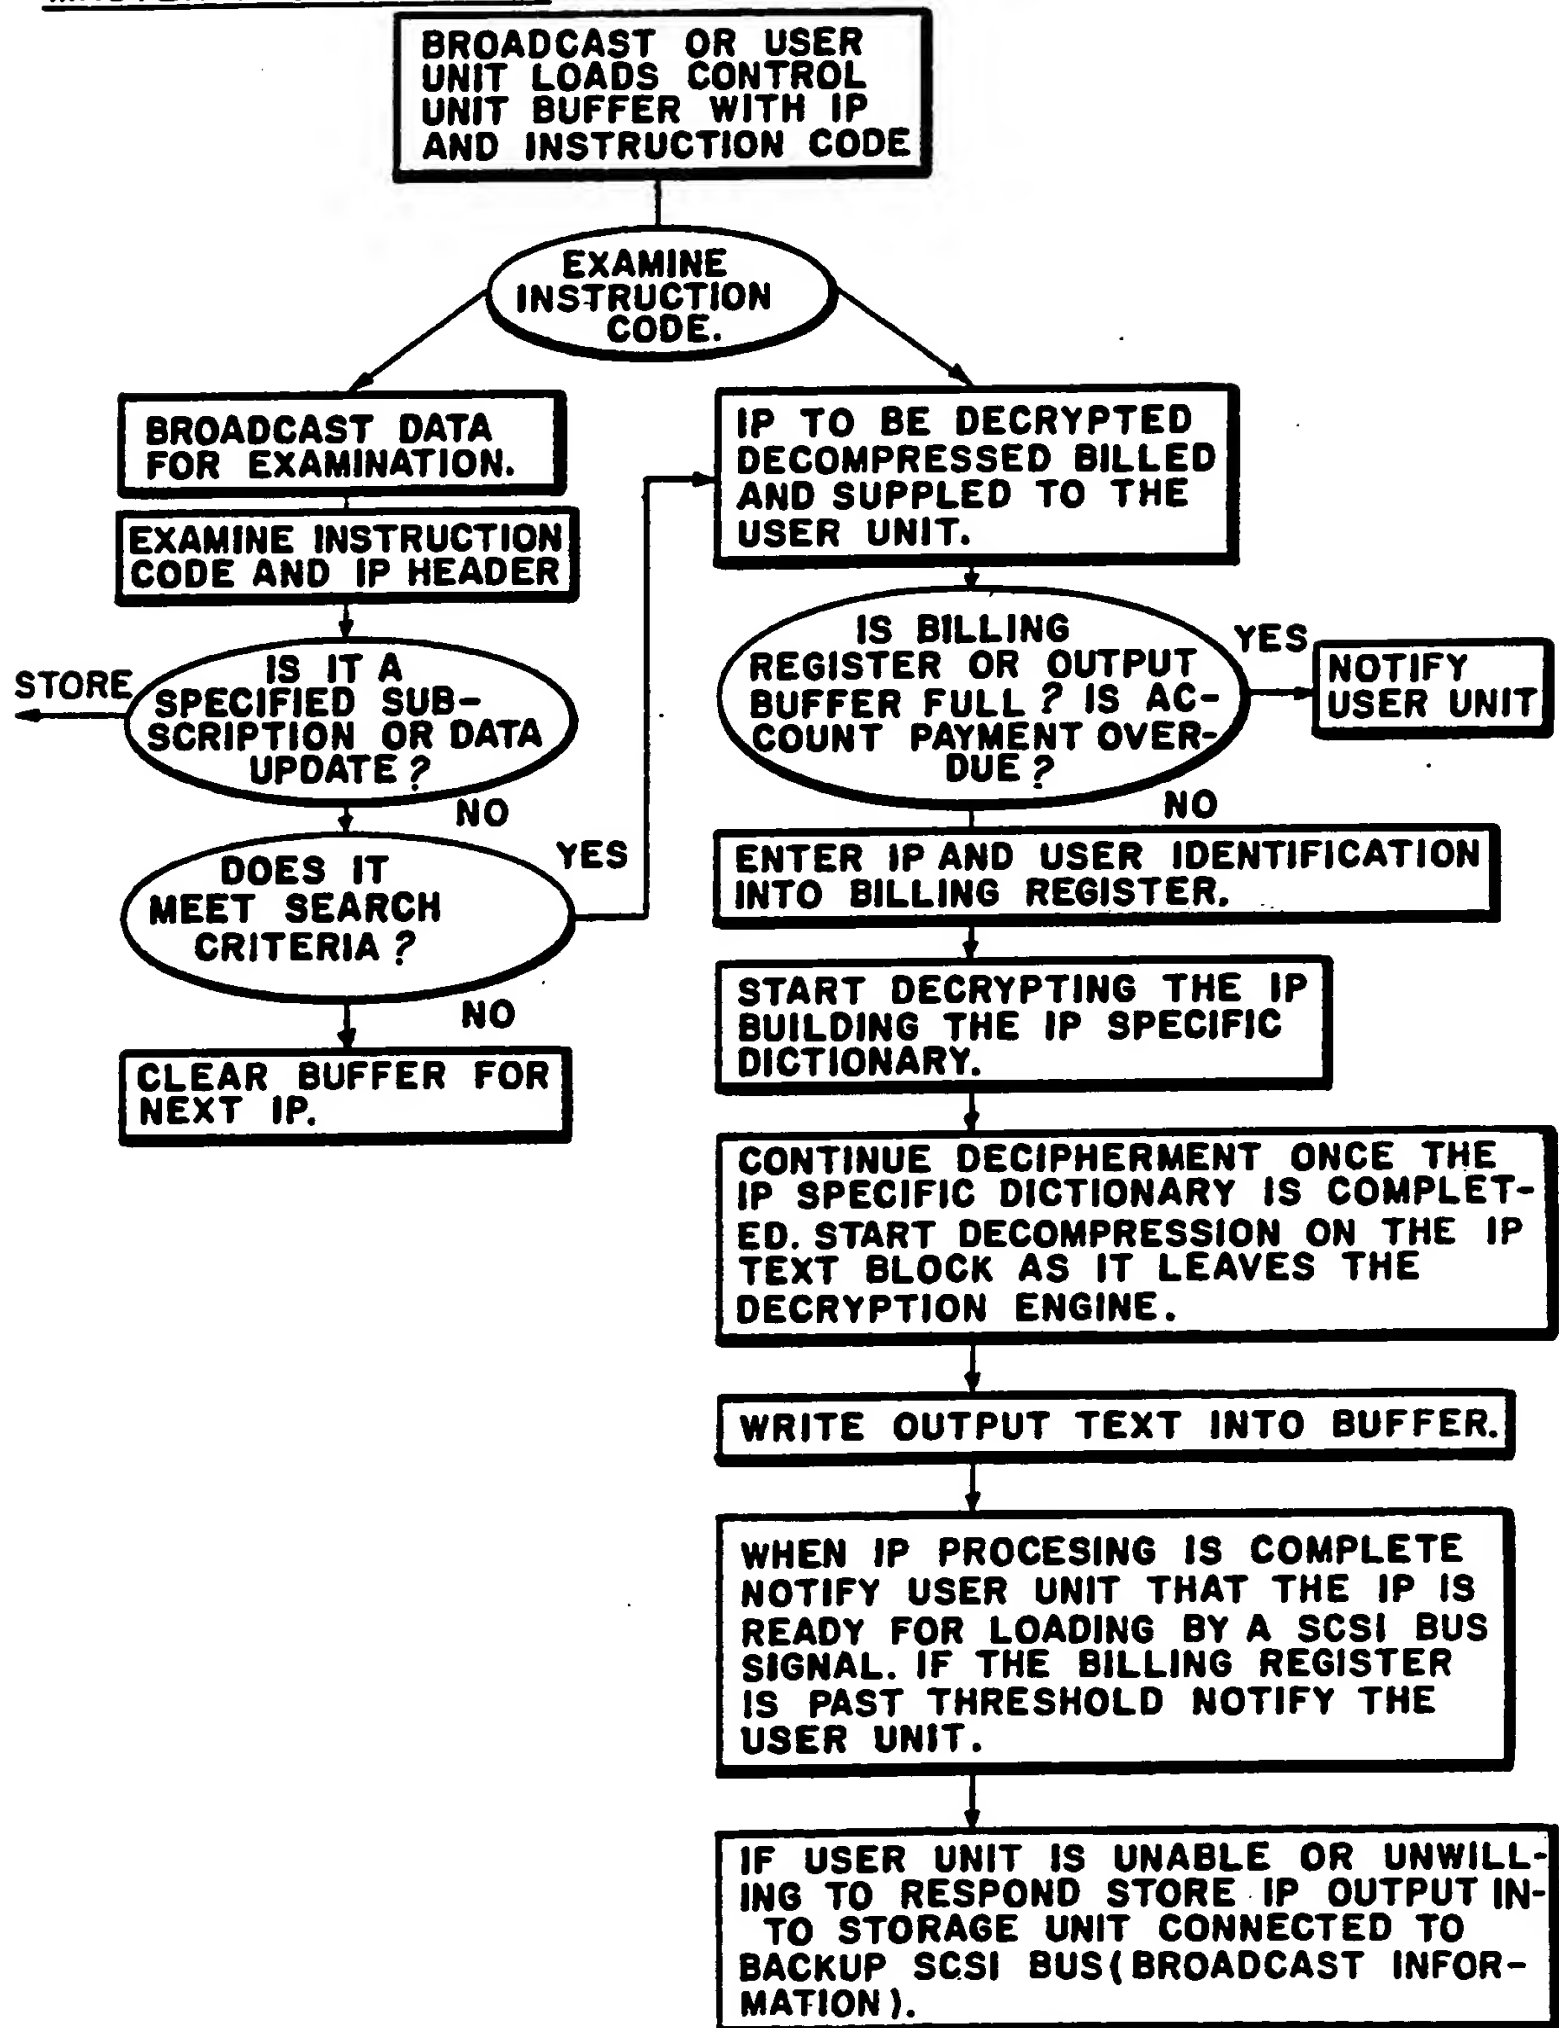 BROADCAST OR USER
UNIT LOADS CONTROL
UNIT BUFFER WITH IP
AND INSTRUCTION CODE
EXAMINE
INSTRUCTION
CODE.
BROADCAST DATA
FOR EXAMINATION.
EXAMINE INSTRUCTION
CODE AND IP HEADER
STORE
IS IT A
SPECIFIED SUB-
SCRIPTION OR DATA
UPDATE?
NO
DOES IT
MEET SEARCH
CRITERIA?
YES
NO
CLEAR BUFFER FOR
NEXT IP.
IP TO BE DECRYPTED
DECOMPRESSED BILLED
AND SUPPLED TO THE
USER UNIT.
IS BILLING
REGISTER OR OUTPUT
BUFFER FULL? IS AC-
COUNT PAYMENT OVER-
DUE?
YES
NOTIFY
USER UNIT
NO
ENTER IP AND USER IDENTIFICATION
INTO BILLING REGISTER.
START DECRYPTING THE IP
BUILDING THE IP SPECIFIC
DICTIONARY.
CONTINUE DECIPHERMENT ONCE THE
IP SPECIFIC DICTIONARY IS COMPLET-
ED. START DECOMPRESSION ON THE IP
TEXT BLOCK AS IT LEAVES THE
DECRYPTION ENGINE.
WRITE OUTPUT TEXT INTO BUFFER.
WHEN IP PROCESING IS COMPLETE
NOTIFY USER UNIT THAT THE IP IS
READY FOR LOADING BY A SCSI BUS
SIGNAL. IF THE BILLING REGISTER
IS PAST THRESHOLD NOTIFY THE
USER UNIT.
IF USER UNIT IS UNABLE OR UNWILL-
ING TO RESPOND STORE IP OUTPUT IN-
TO STORAGE UNIT CONNECTED TO
BACKUP SCSI BUS(BROADCAST INFOR-
MATION).